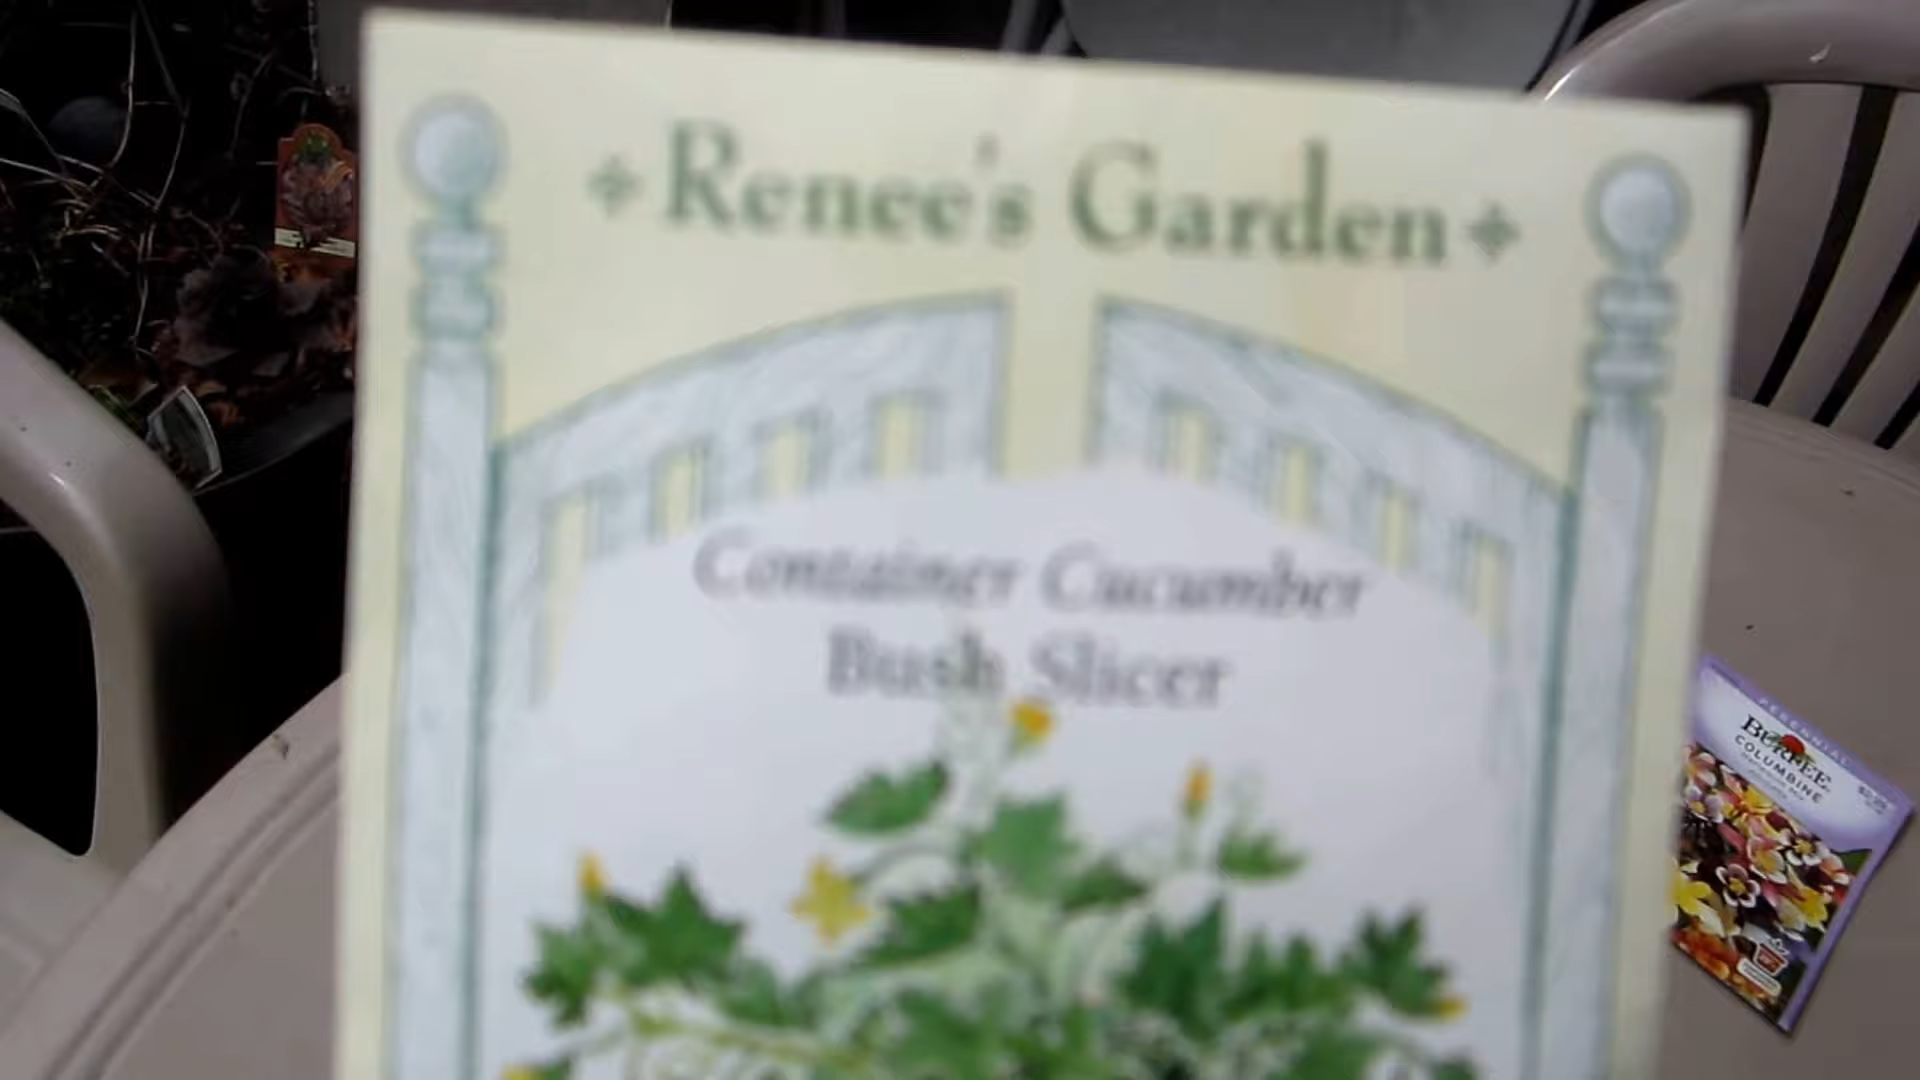 Renee's Garden
Container Cucumber
Bush Slicer
PERENNIAL
BURPEE
COLUMBINE